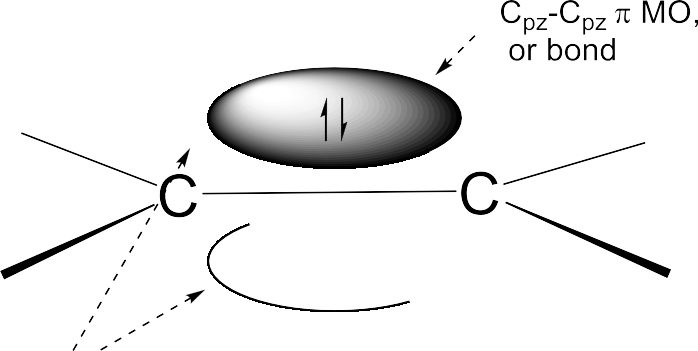 Cpz-Cpz π MO,
or bond
C
C